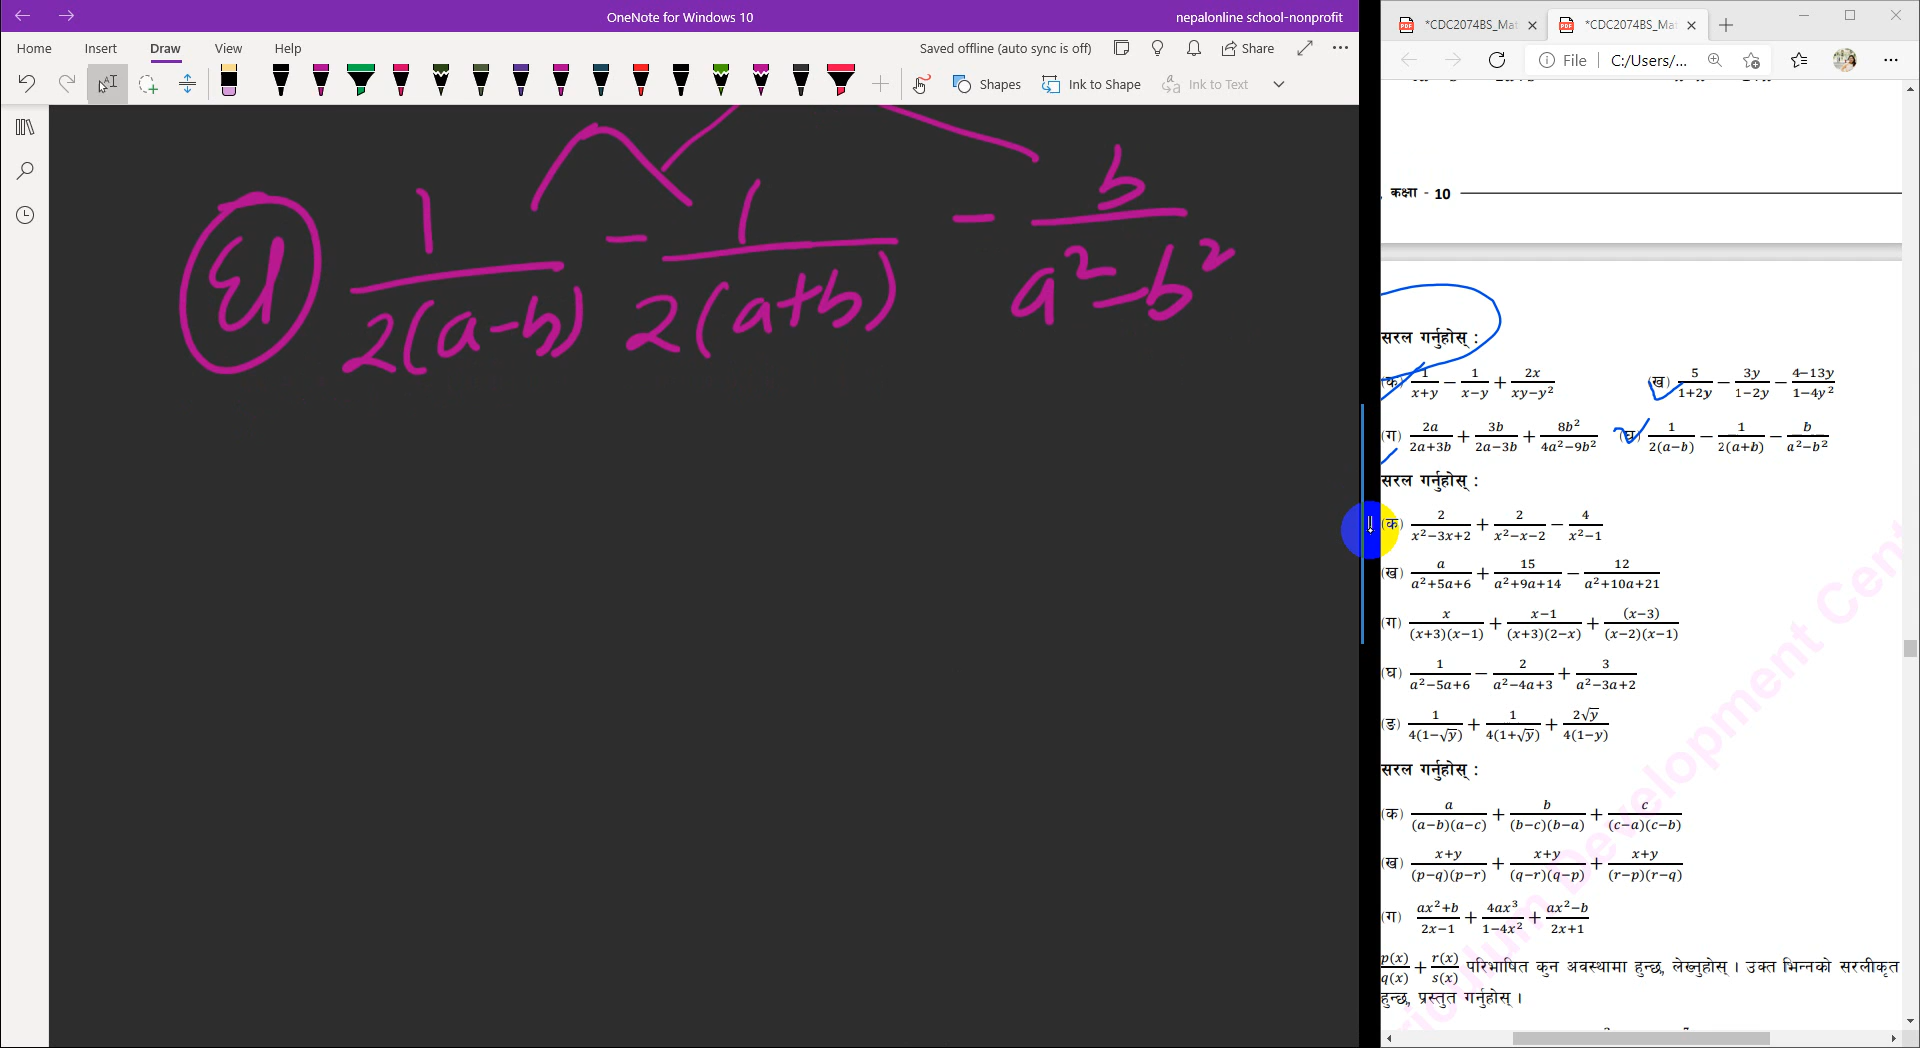 OneNote for Windows 10
nepalonline school-nonprofit
Home Insert Draw View Help
Saved offline (auto sync is off) Share
Shapes Ink to Shape Ink to Text
(घ) 1/2(a-b) - 1/2(a+b) - b/a²-b²
*CDC2074BS_Mat *CDC2074BS_Mat
File C:/Users/...
कक्षा - 10
सरल गर्नुहोस् :
(क) 1/x+y − 1/x−y + 2x/xy−y² (ख) 5/1+2y − 3y/1−2y − 4−13y/1−4y²
(ग) 2a/2a+3b + 3b/2a−3b + 8b²/4a²−9b² (घ) 1/2(a−b) − 1/2(a+b) − b/a²−b²
सरल गर्नुहोस् :
(क) 2/x²−3x+2 + 2/x²−x−2 − 4/x²−1
(ख) a/a²+5a+6 + 15/a²+9a+14 − 12/a²+10a+21
(ग) x/(x+3)(x−1) + x−1/(x+3)(2−x) + (x−3)/(x−2)(x−1)
(घ) 1/a²−5a+6 − 2/a²−4a+3 + 3/a²−3a+2
(ङ) 1/4(1−√y) + 1/4(1+√y) + 2√y/4(1−y)
सरल गर्नुहोस् :
(क) a/(a−b)(a−c) + b/(b−c)(b−a) + c/(c−a)(c−b)
(ख) x+y/(p−q)(p−r) + x+y/(q−r)(q−p) + x+y/(r−p)(r−q)
(ग) ax²+b/2x−1 + 4ax³/1−4x² + ax²−b/2x+1
p(x)/q(x) + r(x)/s(x) परिभाषित कुन अवस्थामा हुन्छ, लेख्नुहोस् । उक्त भिन्नको सरलीकृत
हुन्छ, प्रस्तुत गर्नुहोस् ।
riculum Development Cent